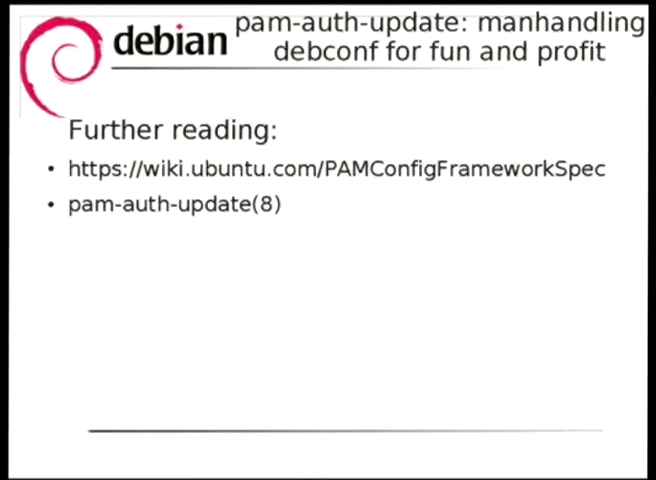 debian
pam-auth-update: manhandling
debconf for fun and profit
Further reading:
• https://wiki.ubuntu.com/PAMConfigFrameworkSpec
• pam-auth-update(8)